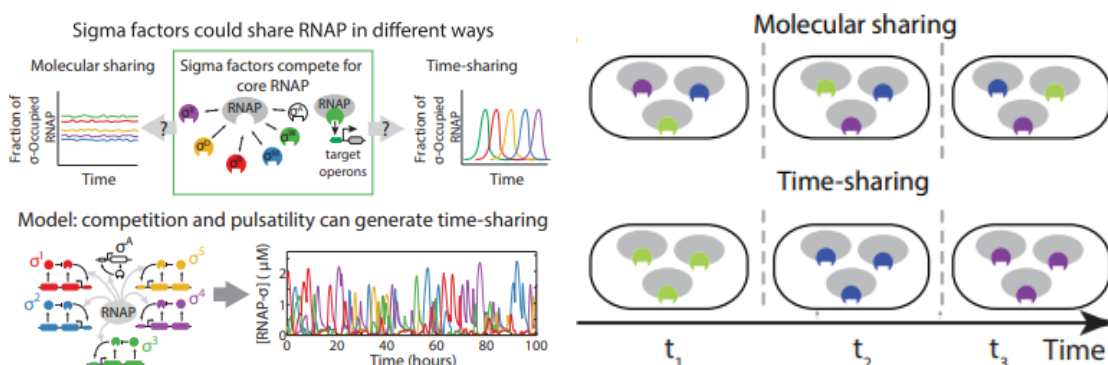 Sigma factors could share RNAP in different ways
Molecular sharing
Fraction of
σ-Occupied
RNAP
Time
?
Sigma factors compete for
core RNAP
RNAP
RNAP
σA
σD
σM
target
operons
?
Time-sharing
Fraction of
σ-Occupied
RNAP
Time
Model: competition and pulsatility can generate time-sharing
σA
σ1
σ5
σ2
σ4
RNAP
σ3
[RNAP-σ] (μM)
2
1
0
0
20
40
60
80
100
Time (hours)
Molecular sharing
Time-sharing
t1
t2
t3
Time